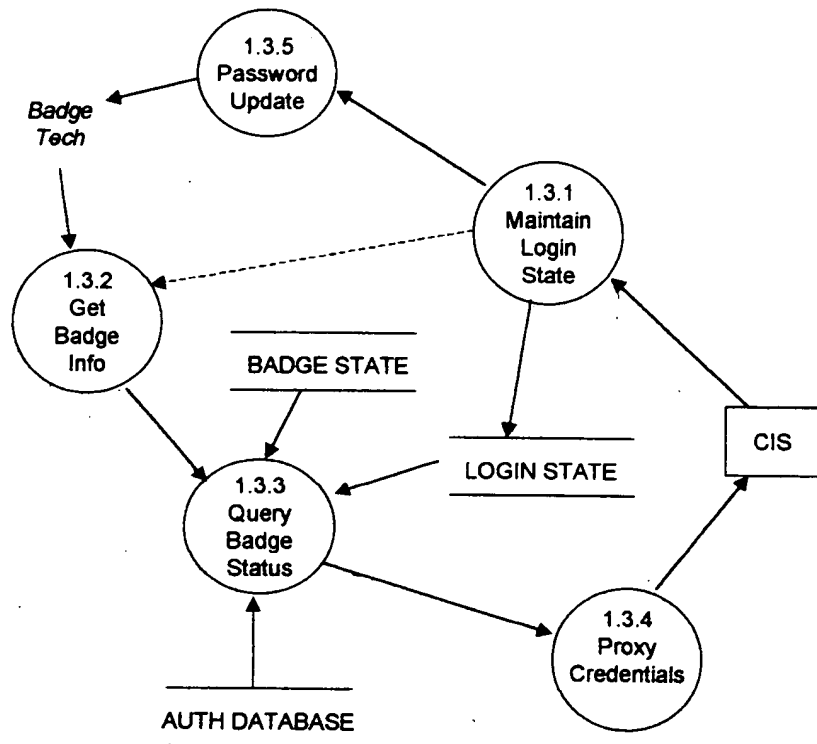 1.3.5
Password
Update
Badge
Tech
1.3.1
Maintain
Login
State
1.3.2
Get
Badge
Info
BADGE STATE
CIS
LOGIN STATE
1.3.3
Query
Badge
Status
1.3.4
Proxy
Credentials
AUTH DATABASE